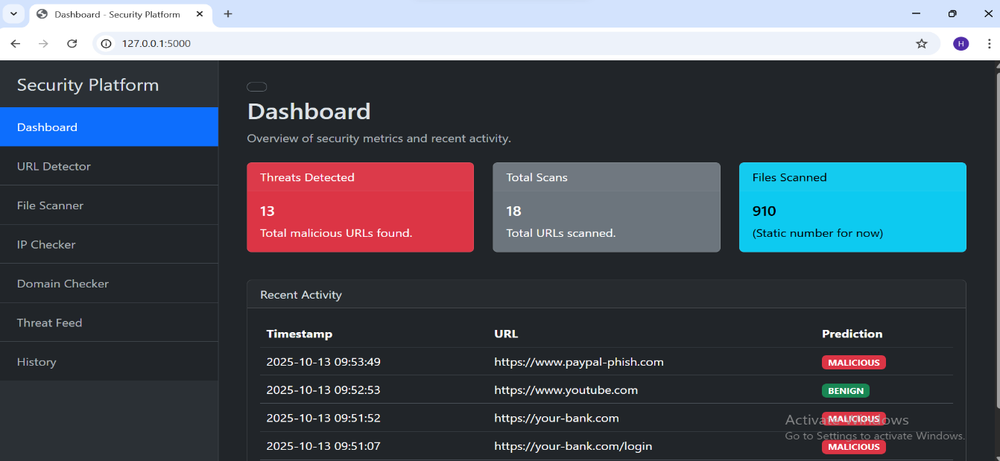 Dashboard - Security Platform
127.0.0.1:5000
H
Security Platform
Dashboard
URL Detector
File Scanner
IP Checker
Domain Checker
Threat Feed
History
Dashboard
Overview of security metrics and recent activity.
Threats Detected
13
Total malicious URLs found.
Total Scans
18
Total URLs scanned.
Files Scanned
910
(Static number for now)
Recent Activity
Timestamp URL Prediction
2025-10-13 09:53:49 https://www.paypal-phish.com MALICIOUS
2025-10-13 09:52:53 https://www.youtube.com BENIGN
2025-10-13 09:51:52 https://your-bank.com MALICIOUS
Activate Windows
Go to Settings to activate Windows.
2025-10-13 09:51:07 https://your-bank.com/login MALICIOUS